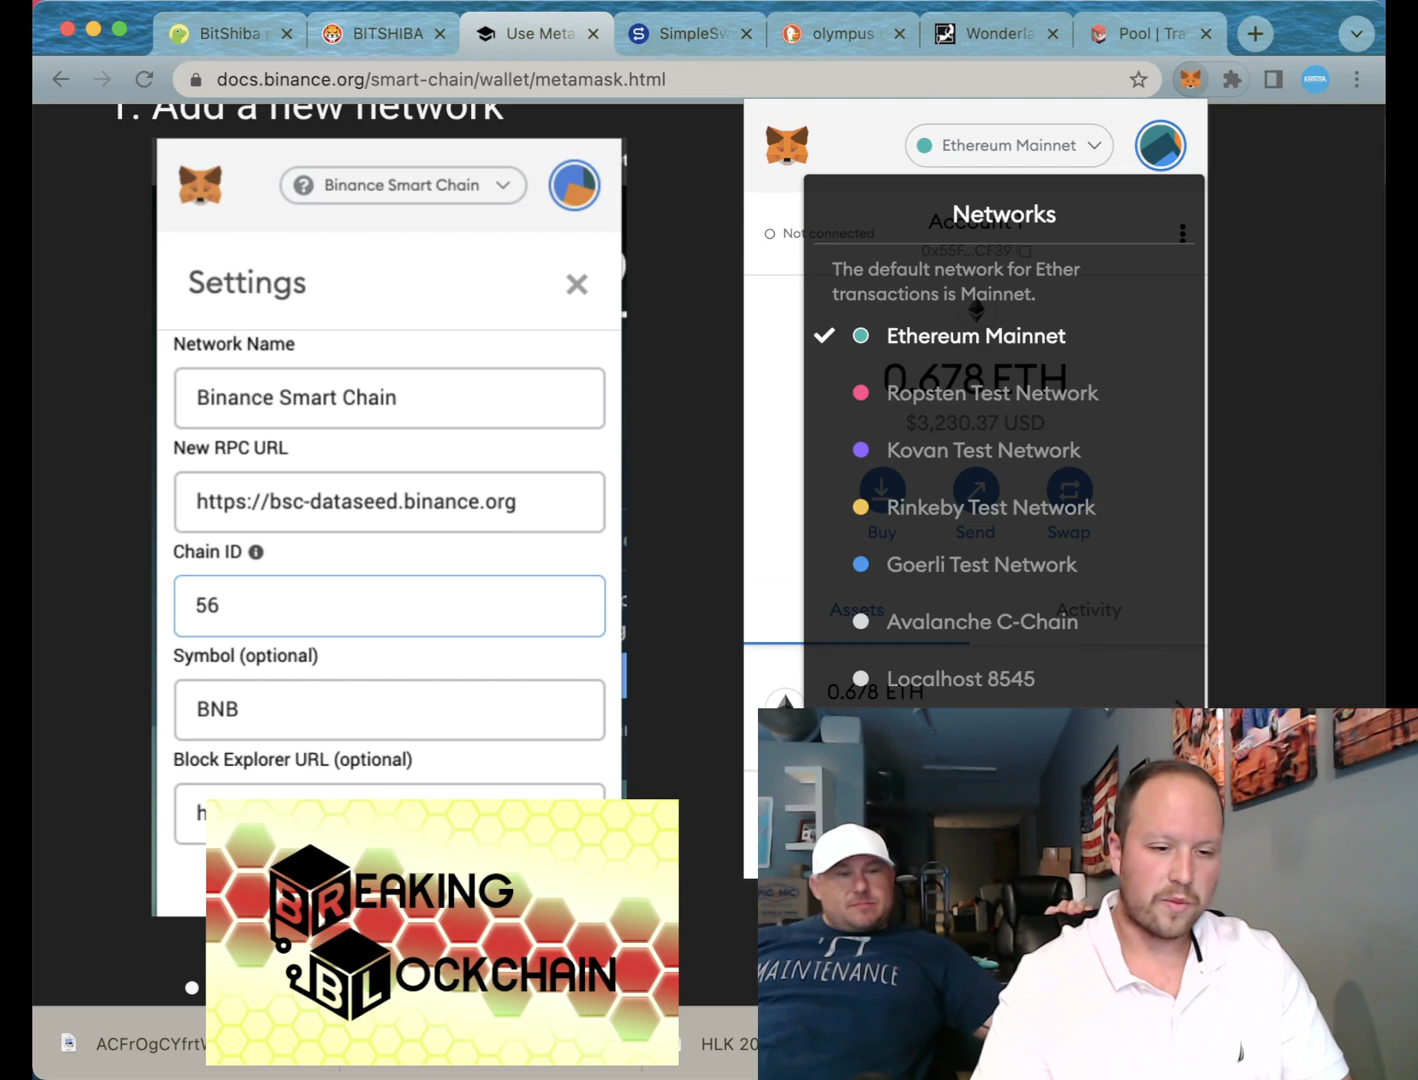 BitShiba
BITSHIBA
Use Meta
SimpleSw
olympus
Wonderla
Pool | Tra
docs.binance.org/smart-chain/wallet/metamask.html
1. Add a new network
Binance Smart Chain
Settings
Network Name
Binance Smart Chain
New RPC URL
https://bsc-dataseed.binance.org
Chain ID
56
Symbol (optional)
BNB
Block Explorer URL (optional)
h
Ethereum Mainnet
Networks
Not connected
The default network for Ether
transactions is Mainnet.
Ethereum Mainnet
0.678 ETH
Ropsten Test Network
$3,230.37 USD
Kovan Test Network
Rinkeby Test Network
Buy
Send
Swap
Goerli Test Network
Assets
Activity
Avalanche C-Chain
Localhost 8545
0.678 ETH
BREAKING
BLOCKCHAIN
MAINTENANCE
ACFrOgCYfrtV
HLK 20